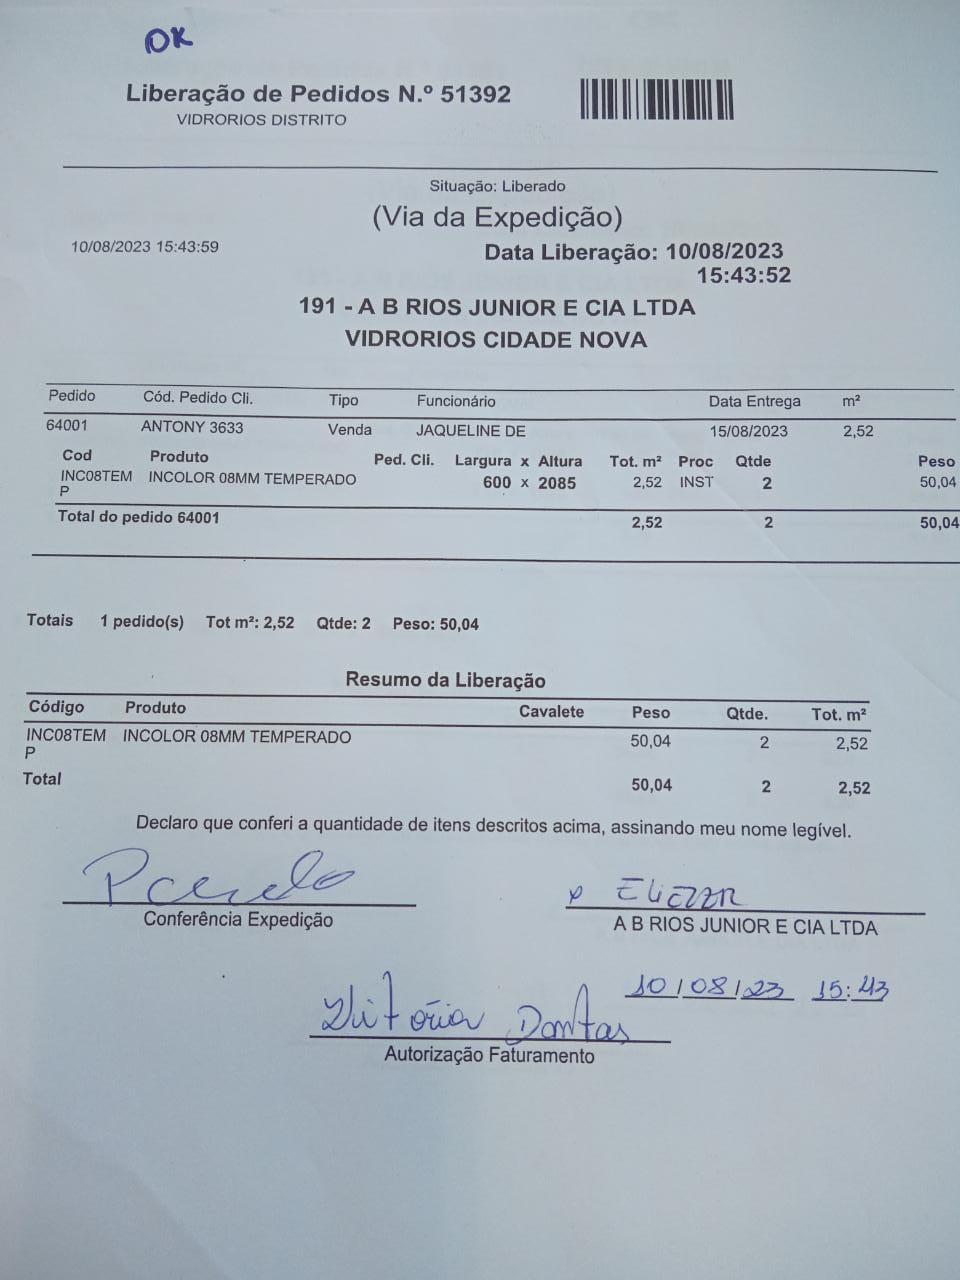 OK
Liberação de Pedidos N.º 51392
VIDRORIOS DISTRITO
Situação: Liberado
(Via da Expedição)
10/08/2023 15:43:59
Data Liberação: 10/08/2023
15:43:52
191 - A B RIOS JUNIOR E CIA LTDA
VIDRORIOS CIDADE NOVA
Pedido Cód. Pedido Cli. Tipo Funcionário Data Entrega m²
64001 ANTONY 3633 Venda JAQUELINE DE 15/08/2023 2,52
Cod Produto Ped. Cli. Largura x Altura Tot. m² Proc Qtde Peso
INC08TEM INCOLOR 08MM TEMPERADO 600 x 2085 2,52 INST 2 50,04
P
Total do pedido 64001 2,52 2 50,04
Totais 1 pedido(s) Tot m²: 2,52 Qtde: 2 Peso: 50,04
Resumo da Liberação
Código Produto Cavalete Peso Qtde. Tot. m²
INC08TEM INCOLOR 08MM TEMPERADO 50,04 2 2,52
P
Total 50,04 2 2,52
Declaro que conferi a quantidade de itens descritos acima, assinando meu nome legível.
Conferência Expedição
A B RIOS JUNIOR E CIA LTDA
10/08/23 15:43
Vitória Dantas
Autorização Faturamento